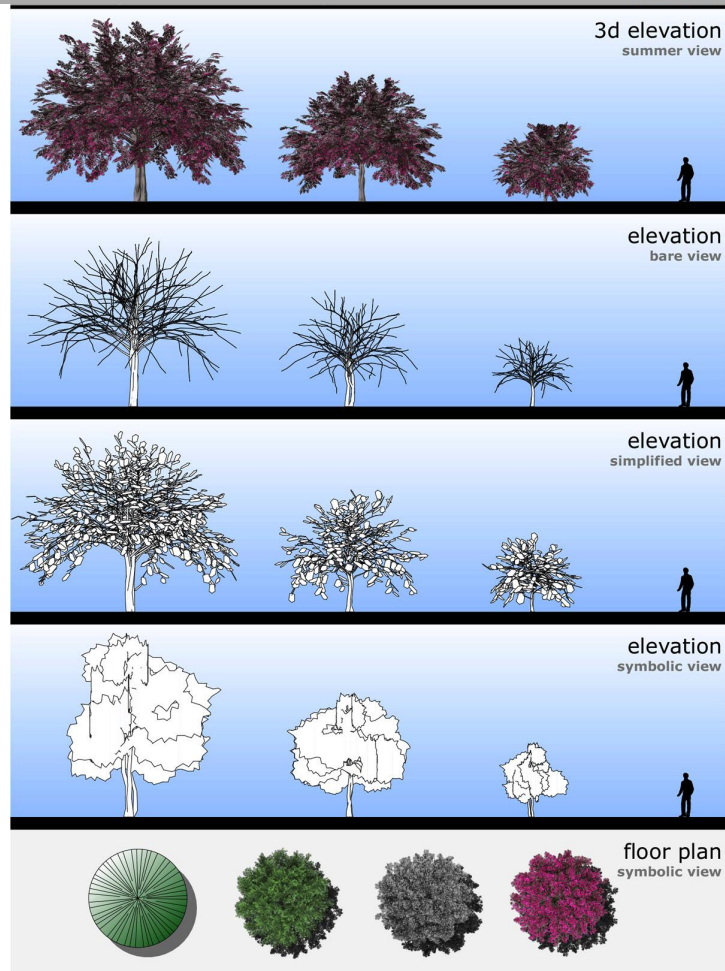 3d elevation
summer view
elevation
bare view
elevation
simplified view
elevation
symbolic view
floor plan
symbolic view